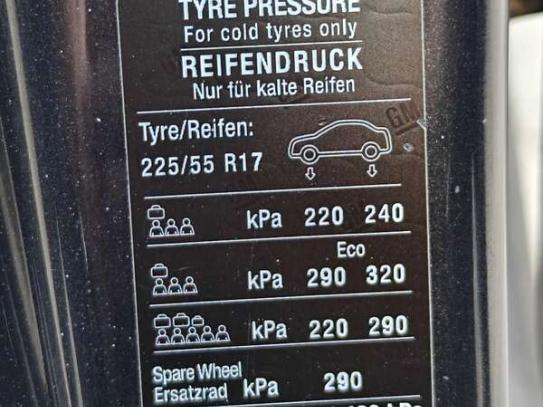 TYRE PRESSURE
For cold tyres only
REIFENDRUCK
Nur für kalte Reifen
Tyre/Reifen:
225/55 R17
GM
kPa 220 240
Eco
kPa 290 320
kPa 220 290
Spare Wheel
Ersatzrad kPa 290